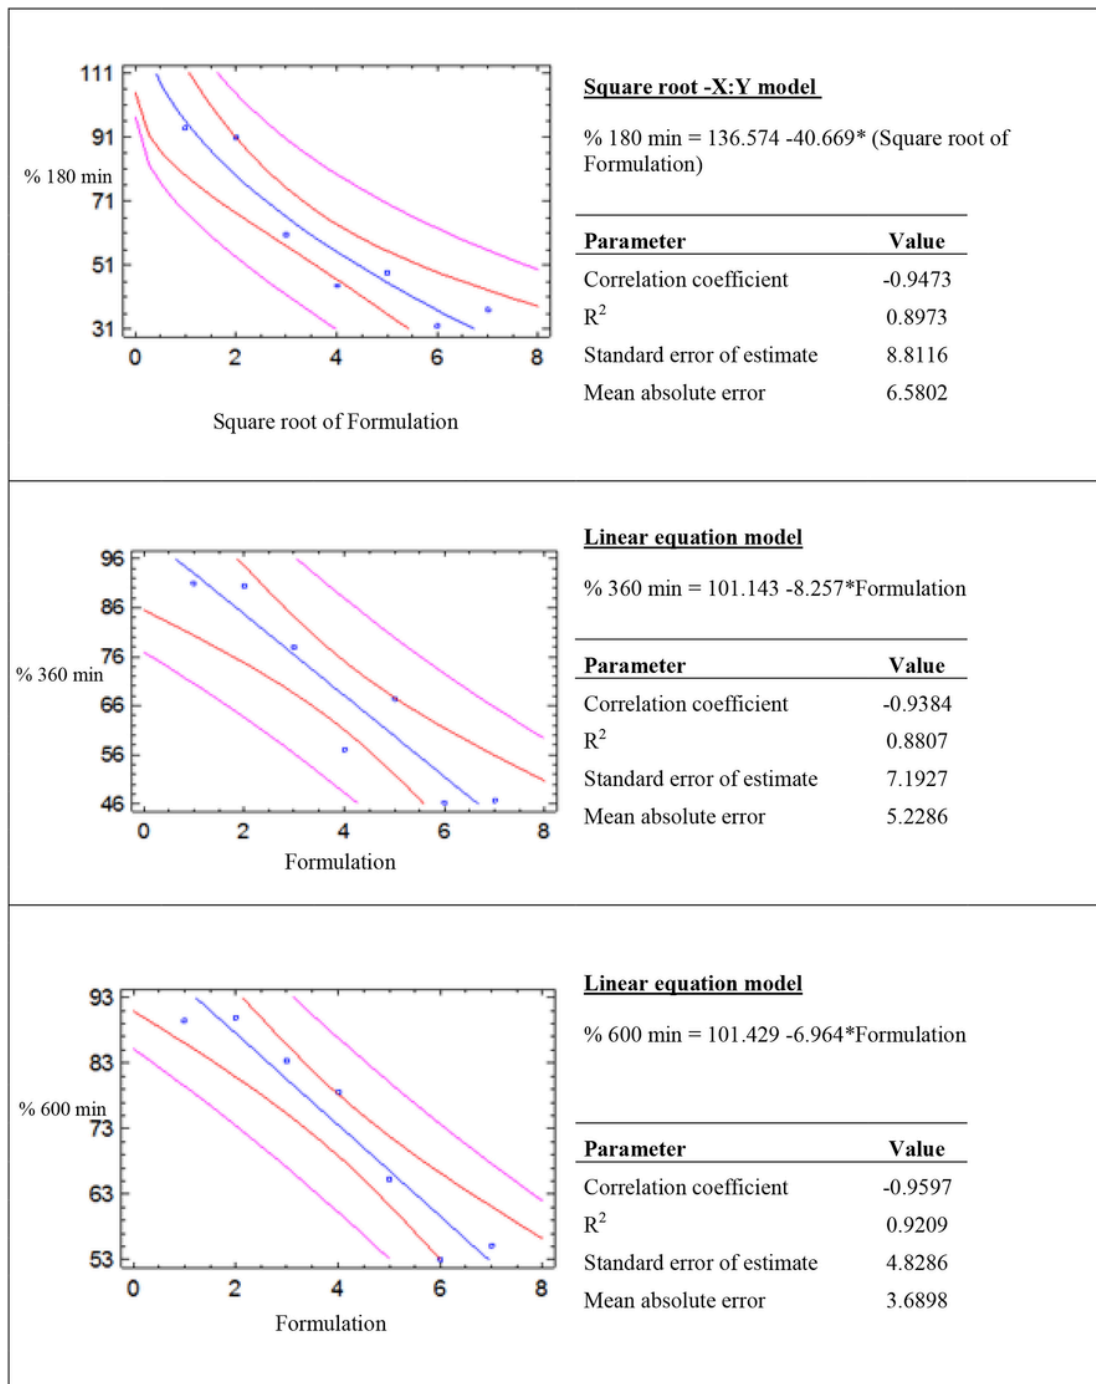 111
91
% 180 min
71
51
31
0 2 4 6 8
Square root of Formulation
Square root -X:Y model
% 180 min = 136.574 -40.669* (Square root of
Formulation)
Parameter Value
Correlation coefficient -0.9473
R² 0.8973
Standard error of estimate 8.8116
Mean absolute error 6.5802
96
86
76
% 360 min
66
56
46
0 2 4 6 8
Formulation
Linear equation model
% 360 min = 101.143 -8.257*Formulation
Parameter Value
Correlation coefficient -0.9384
R² 0.8807
Standard error of estimate 7.1927
Mean absolute error 5.2286
93
83
% 600 min
73
63
53
0 2 4 6 8
Formulation
Linear equation model
% 600 min = 101.429 -6.964*Formulation
Parameter Value
Correlation coefficient -0.9597
R² 0.9209
Standard error of estimate 4.8286
Mean absolute error 3.6898